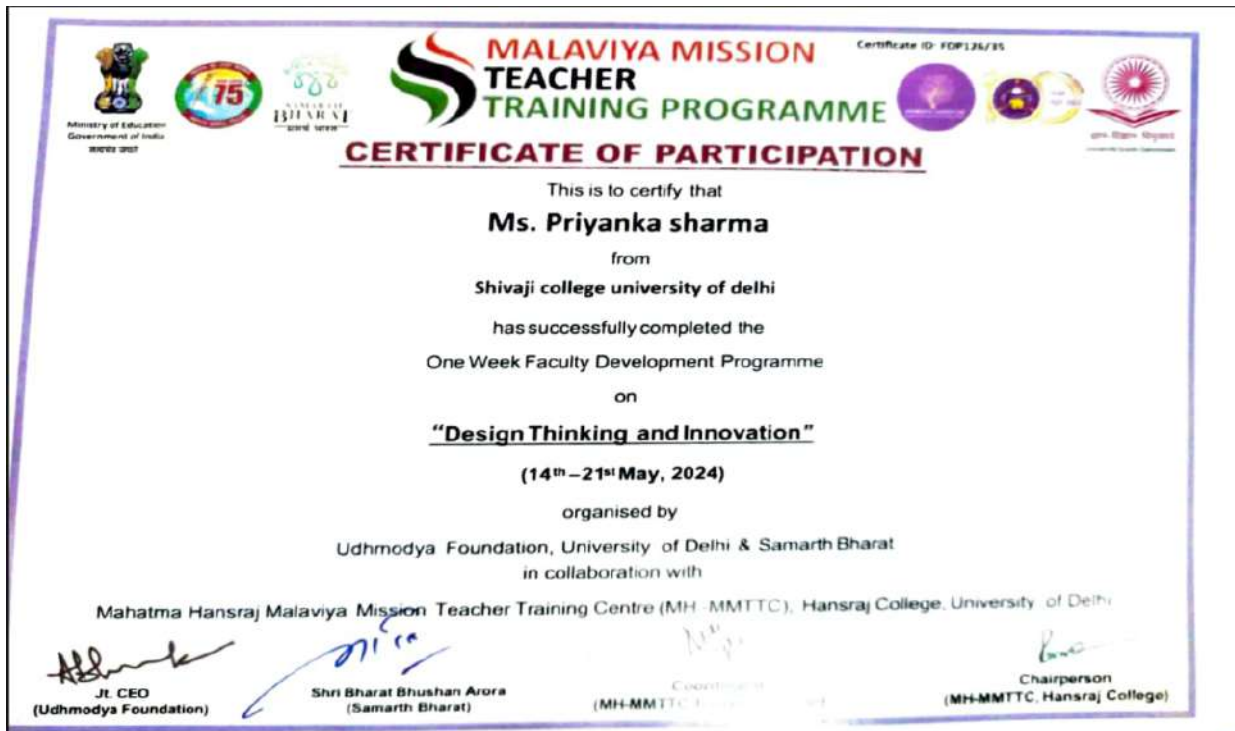 MALAVIYA MISSION
TEACHER
TRAINING PROGRAMME
Certificate ID: FDP126/35
Ministry of Education
Government of India
75
BHARAT
CERTIFICATE OF PARTICIPATION
This is to certify that
Ms. Priyanka sharma
from
Shivaji college university of delhi
has successfully completed the
One Week Faculty Development Programme
on
“Design Thinking and Innovation”
(14th –21st May, 2024)
organised by
Udhmodya Foundation, University of Delhi & Samarth Bharat
in collaboration with
Mahatma Hansraj Malaviya Mission Teacher Training Centre (MH -MMTTC), Hansraj College, University of Delhi
Jt. CEO
(Udhmodya Foundation)
Shri Bharat Bhushan Arora
(Samarth Bharat)
(MH-MMTTC
Chairperson
(MH-MMTTC, Hansraj College)